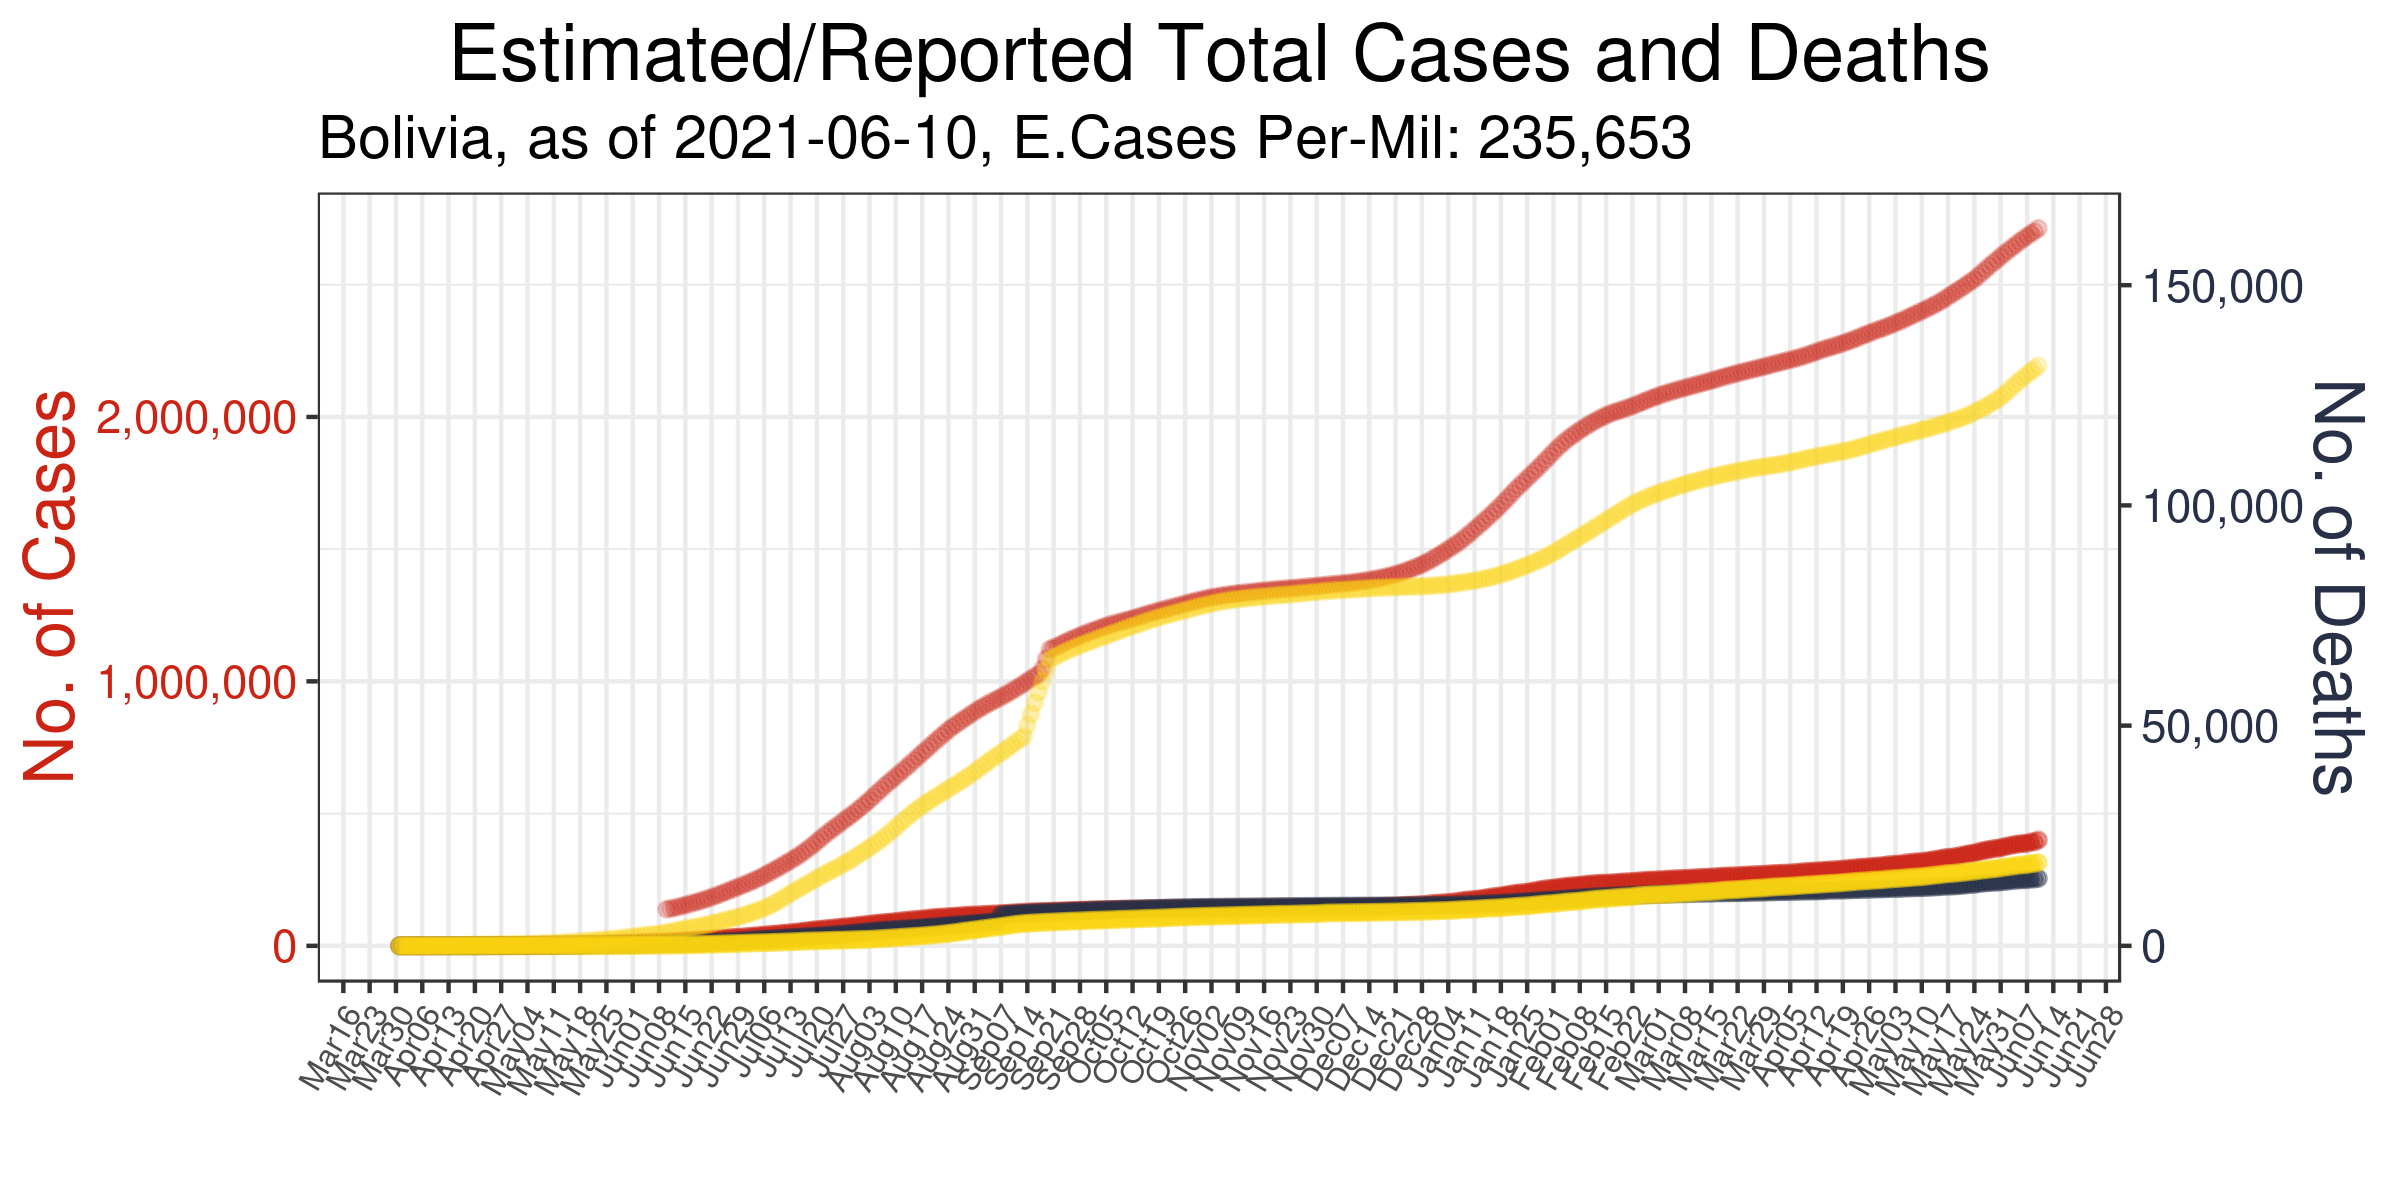 Estimated/Reported Total Cases and Deaths
Bolivia, as of 2021-06-10, E.Cases Per-Mil: 235,653
No. of Cases
2,000,000
1,000,000
0
150,000
100,000
50,000
0
No. of Deaths
Mar16
Mar23
Mar30
Apr06
Apr13
Apr20
Apr27
May04
May11
May18
May25
Jun01
Jun08
Jun15
Jun22
Jun29
Jul06
Jul13
Jul20
Jul27
Aug03
Aug10
Aug17
Aug24
Aug31
Sep07
Sep14
Sep21
Sep28
Oct05
Oct12
Oct19
Oct26
Nov02
Nov09
Nov16
Nov23
Nov30
Dec07
Dec14
Dec21
Dec28
Jan04
Jan11
Jan18
Jan25
Feb01
Feb08
Feb15
Feb22
Mar01
Mar08
Mar15
Mar22
Mar29
Apr05
Apr12
Apr19
Apr26
May03
May10
May17
May24
May31
Jun07
Jun14
Jun21
Jun28